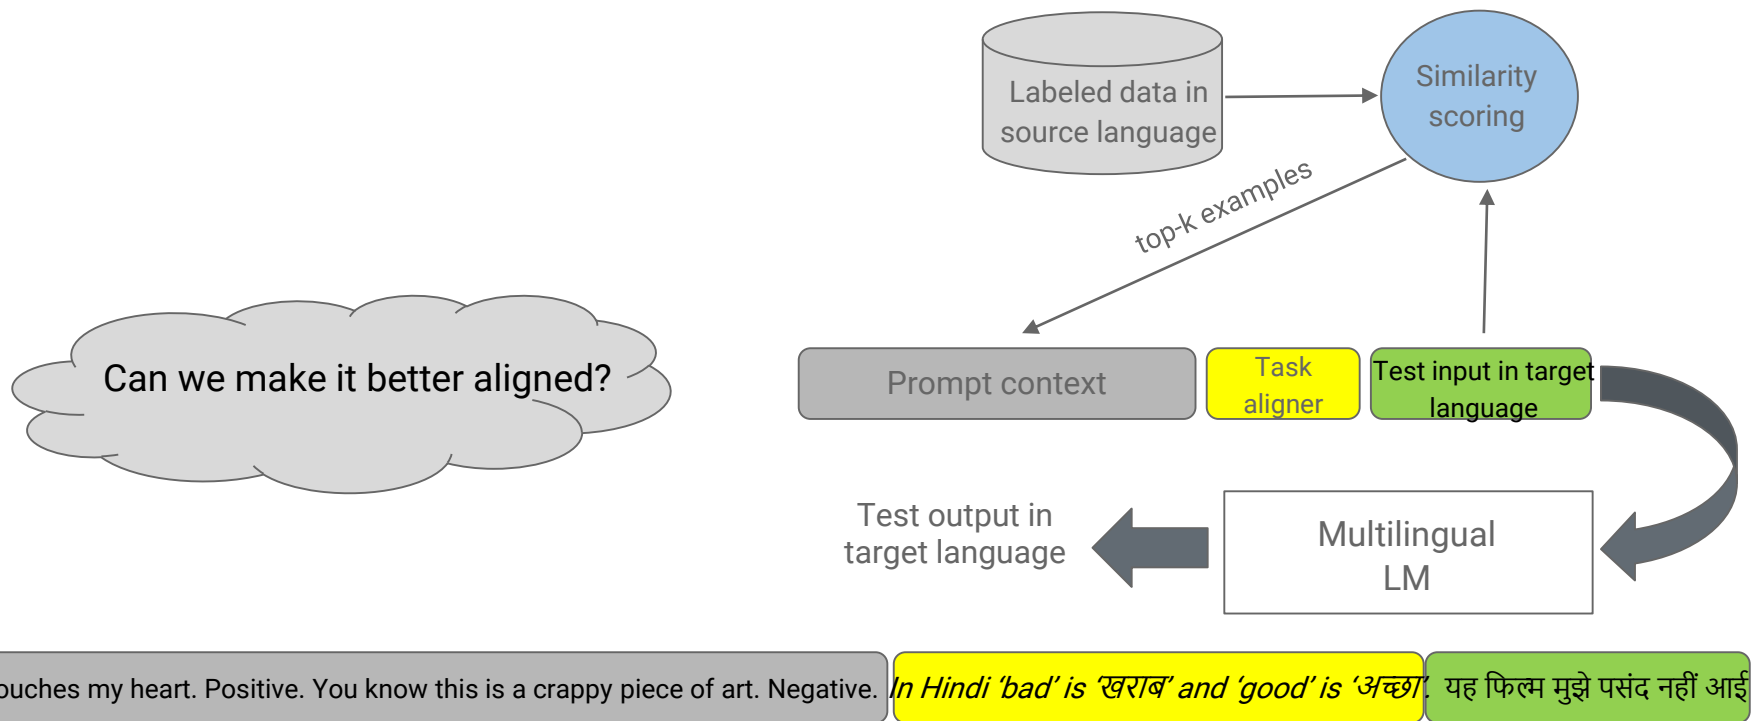 Labeled data in
source language
Similarity
scoring
top-k examples
Can we make it better aligned?
Prompt context
Task
aligner
Test input in target
language
Test output in
target language
Multilingual
LM
ouches my heart. Positive. You know this is a crappy piece of art. Negative. In Hindi ‘bad’ is ‘खराब’ and ‘good’ is ‘अच्छा’. यह फिल्म मुझे पसंद नहीं आई